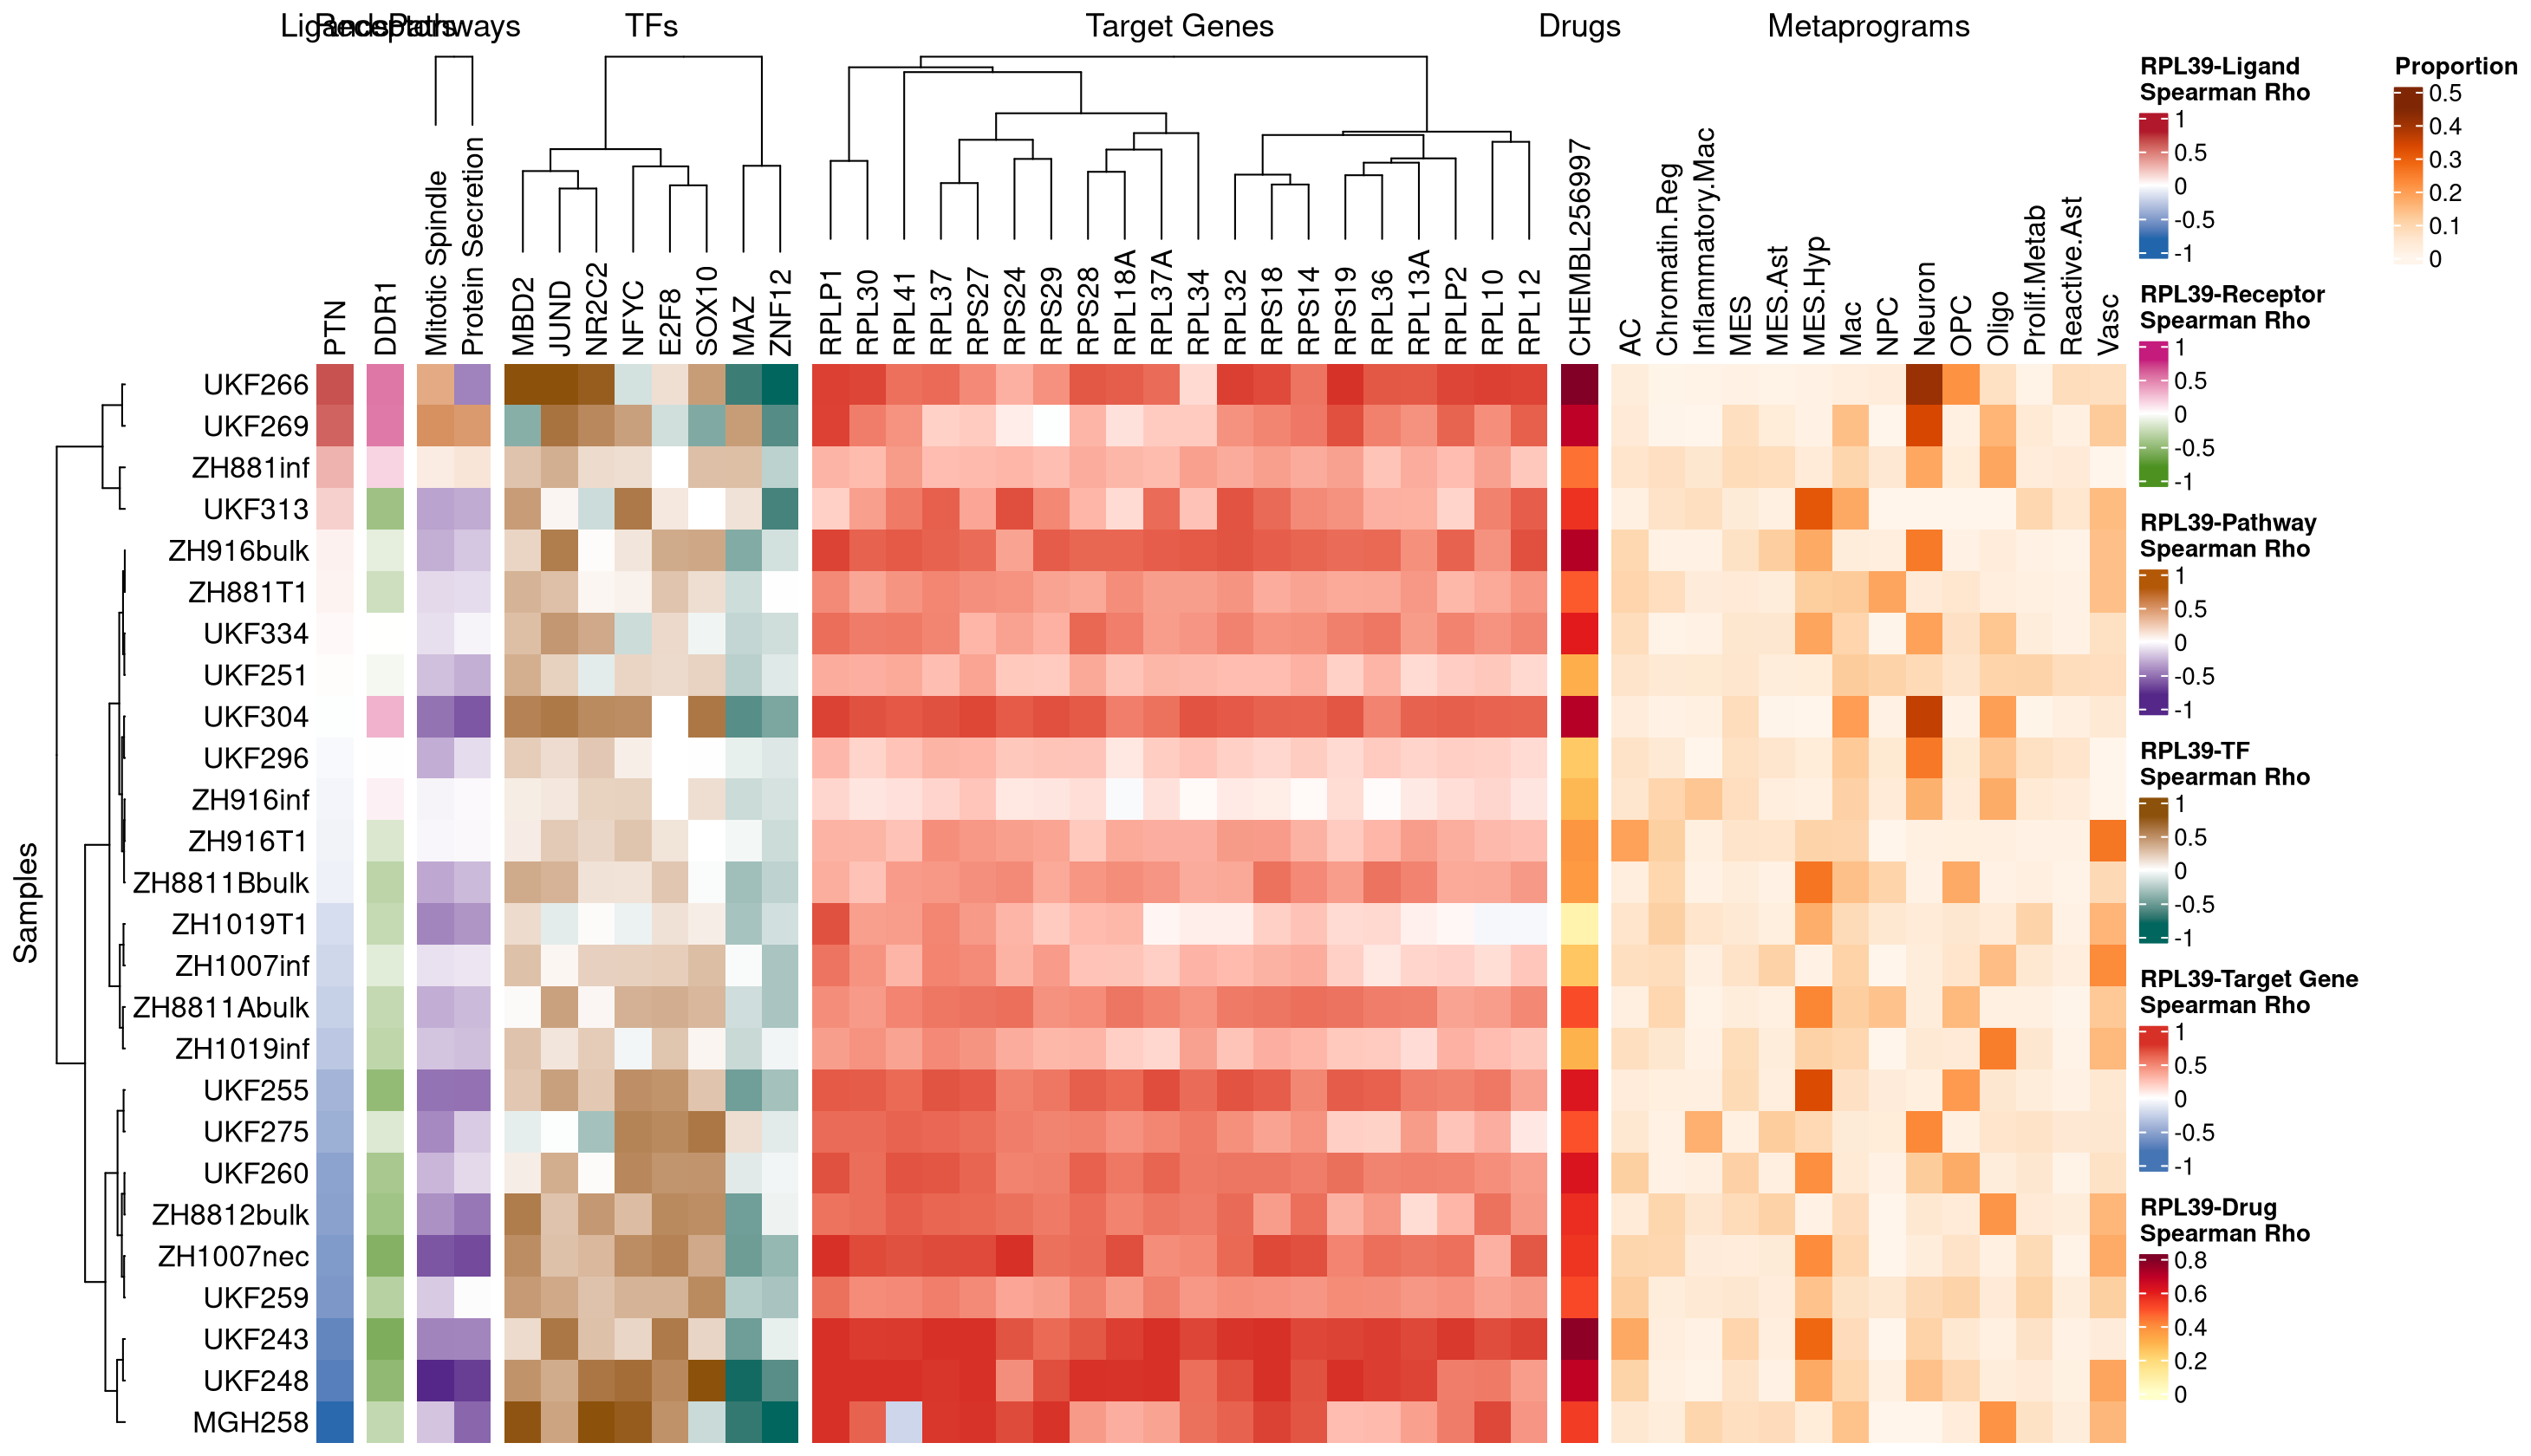 Ligands Receptors Pathways TFs Target Genes Drugs Metaprograms
PTN DDR1 Mitotic Spindle Protein Secretion MBD2 JUND NR2C2 NFYC E2F8 SOX10 MAZ ZNF12 RPLP1 RPL30 RPL41 RPL37 RPS27 RPS24 RPS29 RPS28 RPL18A RPL37A RPL34 RPL32 RPS18 RPS14 RPS19 RPL36 RPL13A RPLP2 RPL10 RPL12 CHEMBL256997 AC Chromatin.Reg Inflammatory.Mac MES MES.Ast MES.Hyp Mac NPC Neuron OPC Oligo Prolif.Metab Reactive.Ast Vasc
Samples
UKF266
UKF269
ZH881inf
UKF313
ZH916bulk
ZH881T1
UKF334
UKF251
UKF304
UKF296
ZH916inf
ZH916T1
ZH8811Bbulk
ZH1019T1
ZH1007inf
ZH8811Abulk
ZH1019inf
UKF255
UKF275
UKF260
ZH8812bulk
ZH1007nec
UKF259
UKF243
UKF248
MGH258
RPL39-Ligand
Spearman Rho
1
0.5
0
-0.5
-1
RPL39-Receptor
Spearman Rho
1
0.5
0
-0.5
-1
RPL39-Pathway
Spearman Rho
1
0.5
0
-0.5
-1
RPL39-TF
Spearman Rho
1
0.5
0
-0.5
-1
RPL39-Target Gene
Spearman Rho
1
0.5
0
-0.5
-1
RPL39-Drug
Spearman Rho
0.8
0.6
0.4
0.2
0
Proportion
0.5
0.4
0.3
0.2
0.1
0